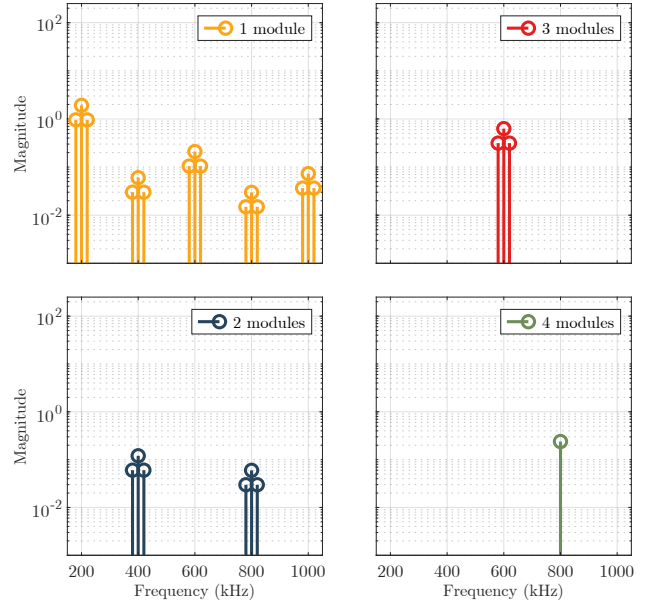 1 module
3 modules
10^2
10^0
10^-2
Magnitude
2 modules
4 modules
10^2
10^0
10^-2
Magnitude
200 400 600 800 1000 200 400 600 800 1000
Frequency (kHz) Frequency (kHz)